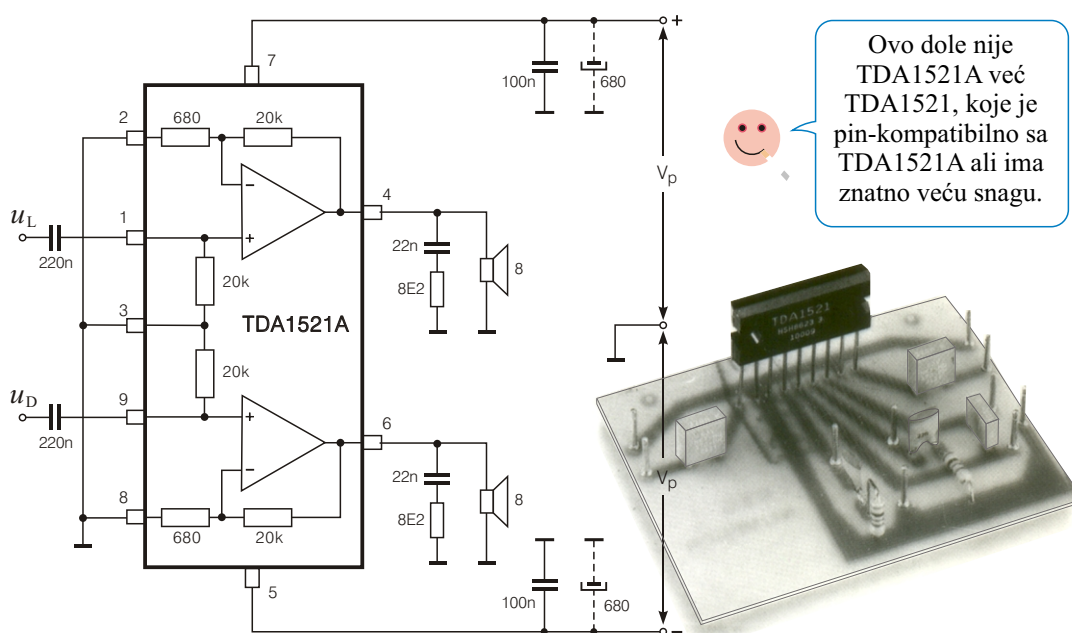 7
+
100n
680
2
680
20k
Ovo dole nije
TDA1521A već
TDA1521, koje je
pin-kompatibilno sa
TDA1521A ali ima
znatno veću snagu.
−
+
4
Vp
uL
1
220n
22n
8E2
8
20k
3
TDA1521A
20k
uD
9
220n
+
−
6
22n
8E2
8
Vp
8
680
20k
5
100n
680
−
TDA1521